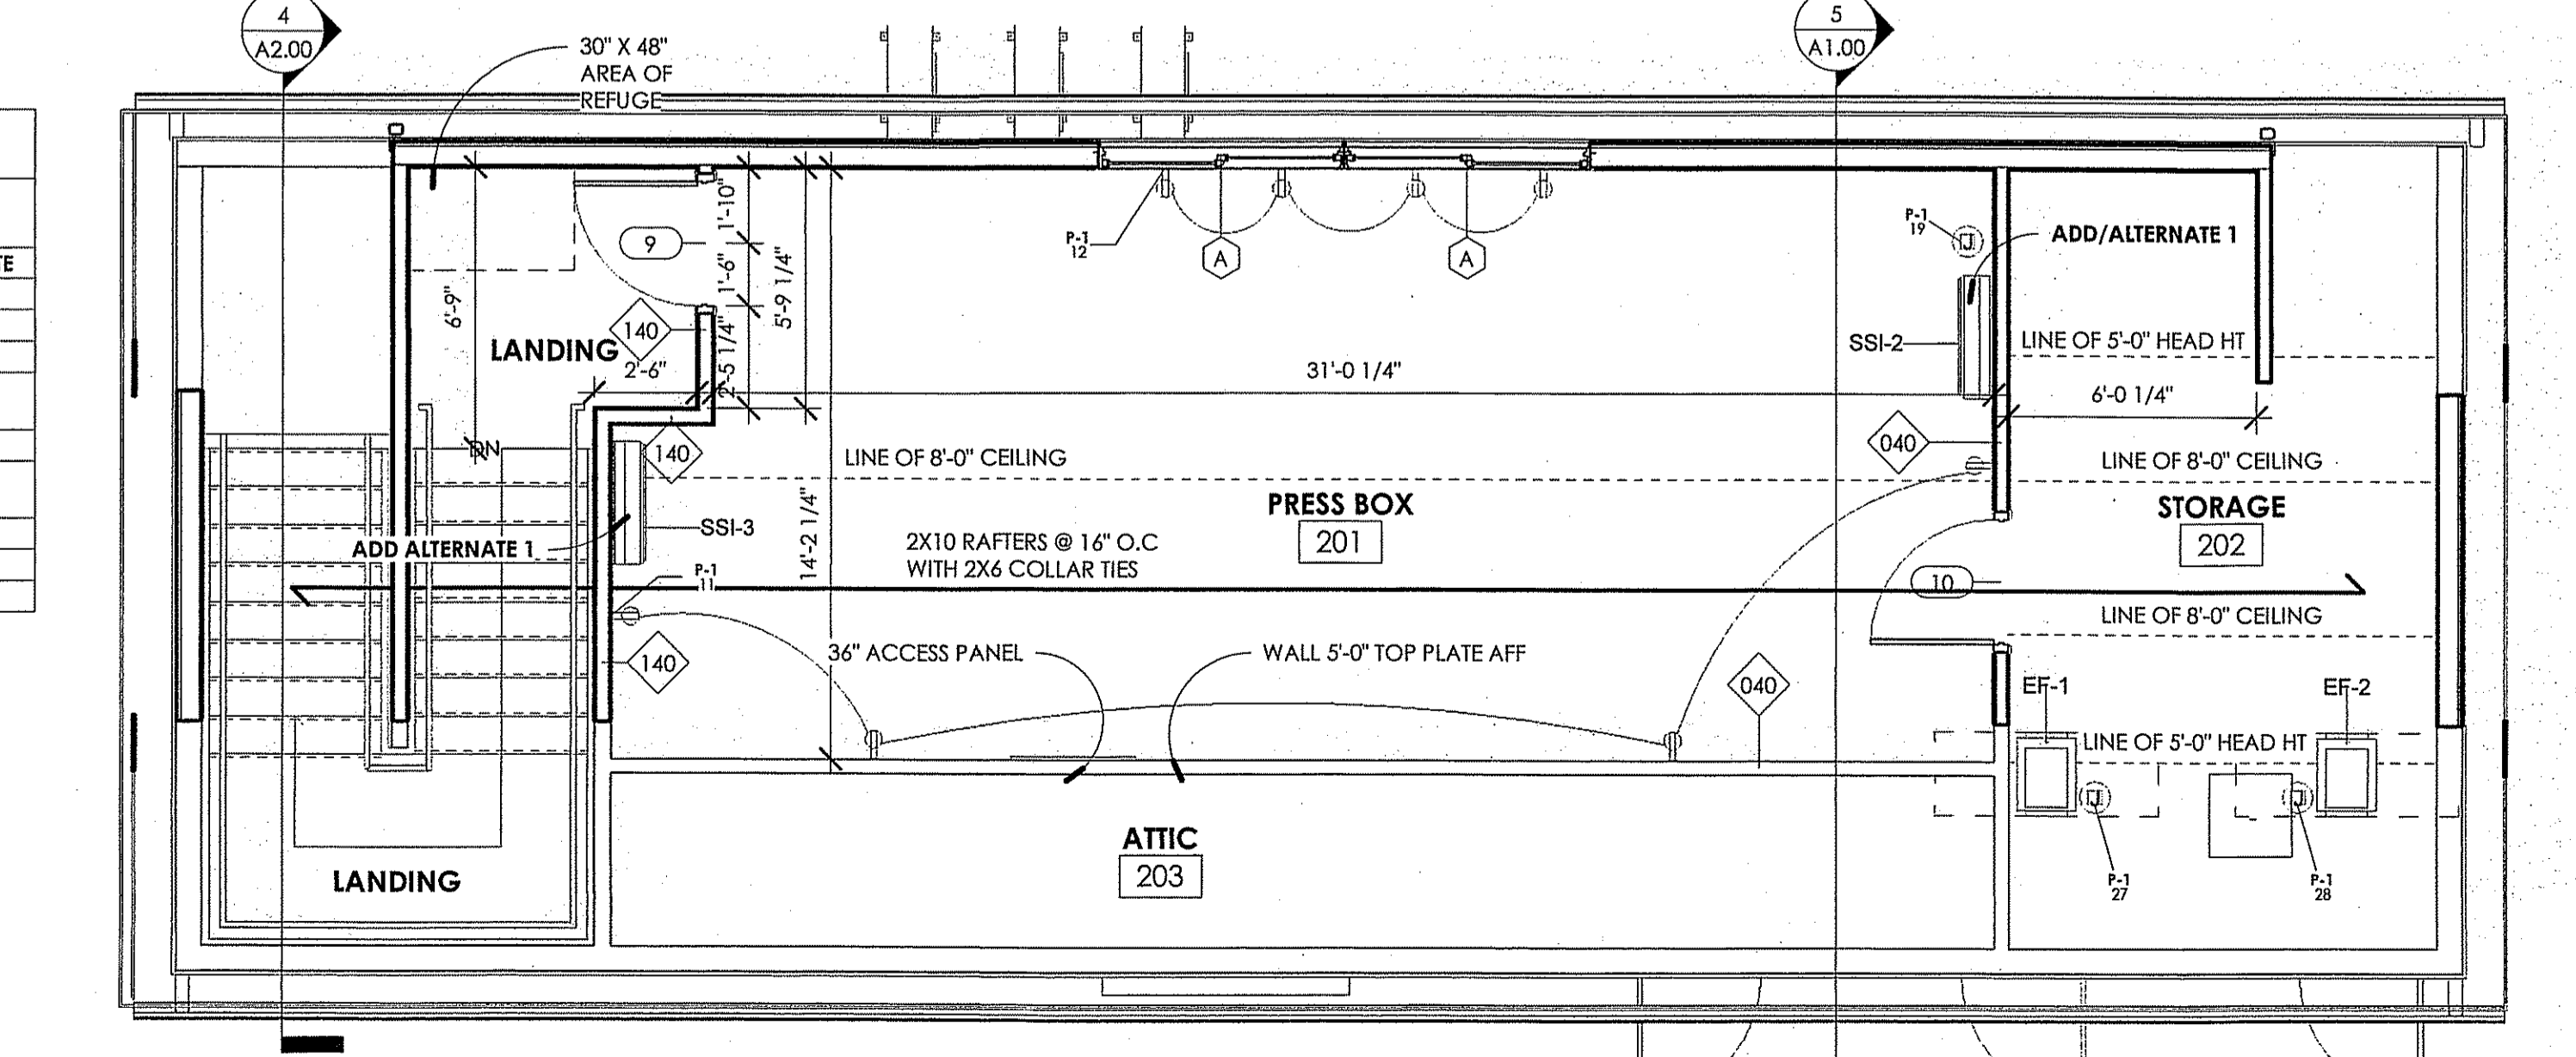 4
A2.00
5
A1.00
30" X 48"
AREA OF
REFUGE
TE
9
1'-10"
1'-6"
2'-5 1/4"
5'-9 1/4"
6'-9"
P-1
12
A
A
P-1
19
ADD/ALTERNATE 1
140
LANDING
2'-6"
31'-0 1/4"
SSI-2
LINE OF 5'-0" HEAD HT
6'-0 1/4"
DN
140
LINE OF 8'-0" CEILING
040
LINE OF 8'-0" CEILING
14'-2 1/4"
PRESS BOX
201
STORAGE
202
ADD ALTERNATE 1
SSI-3
2X10 RAFTERS @ 16" O.C
WITH 2X6 COLLAR TIES
P-1
11
10
LINE OF 8'-0" CEILING
140
36" ACCESS PANEL
WALL 5'-0" TOP PLATE AFF
040
EF-1
EF-2
LINE OF 5'-0" HEAD HT
J
J
J
P-1
27
P-1
28
ATTIC
203
LANDING